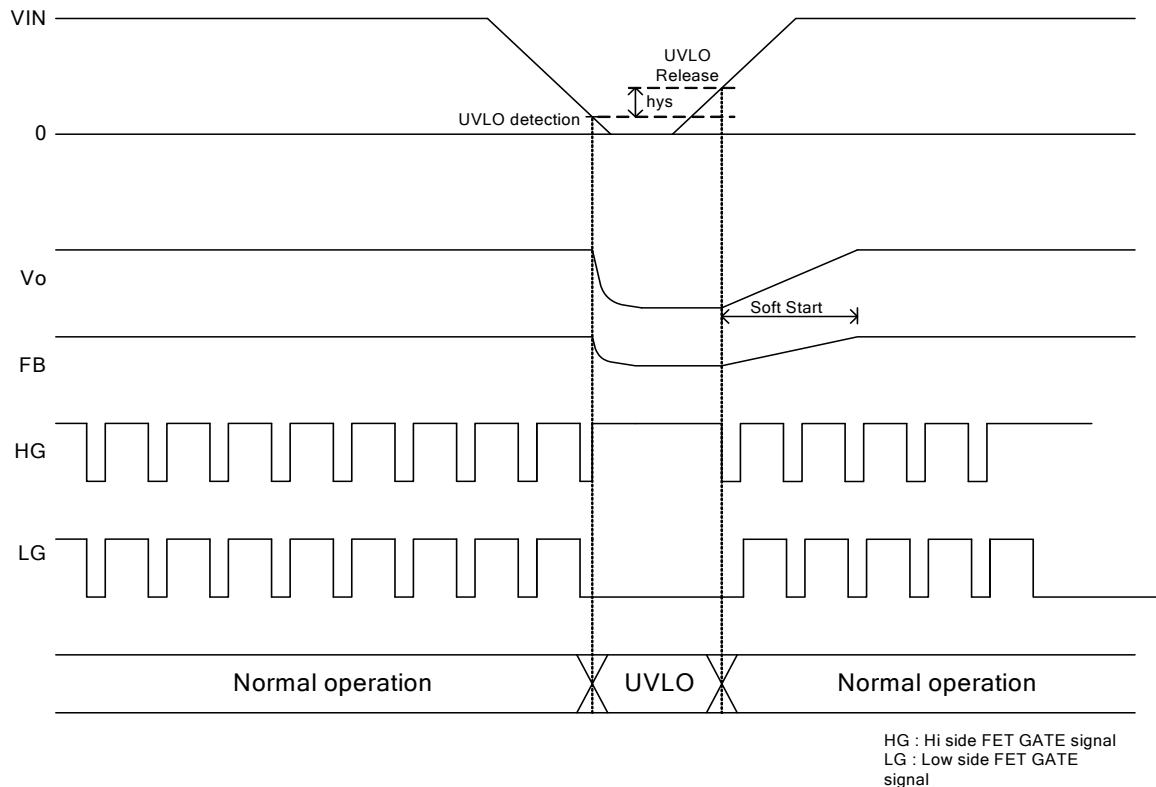 VIN
UVLO
Release
hys
UVLO detection
0
Vo
Soft Start
FB
HG
LG
Normal operation
UVLO
Normal operation
HG : Hi side FET GATE signal
LG : Low side FET GATE
signal